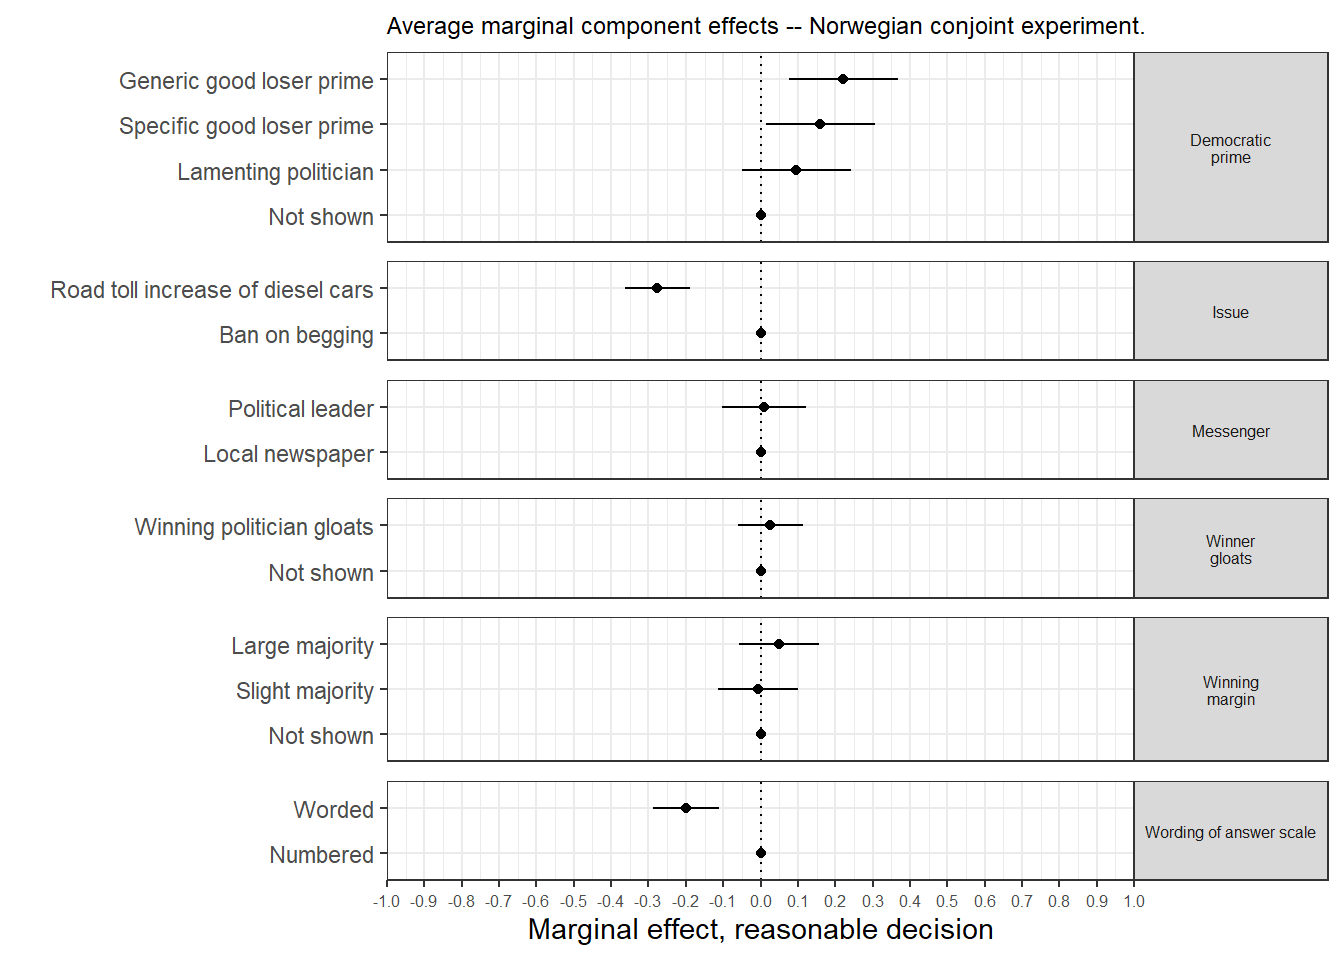 Average marginal component effects -- Norwegian conjoint experiment.
Generic good loser prime
Specific good loser prime
Lamenting politician
Not shown
Democratic
prime
Road toll increase of diesel cars
Ban on begging
Issue
Political leader
Local newspaper
Messenger
Winning politician gloats
Not shown
Winner
gloats
Large majority
Slight majority
Not shown
Winning
margin
Worded
Numbered
Wording of answer scale
-1.0 -0.9 -0.8 -0.7 -0.6 -0.5 -0.4 -0.3 -0.2 -0.1 0.0 0.1 0.2 0.3 0.4 0.5 0.6 0.7 0.8 0.9 1.0
Marginal effect, reasonable decision